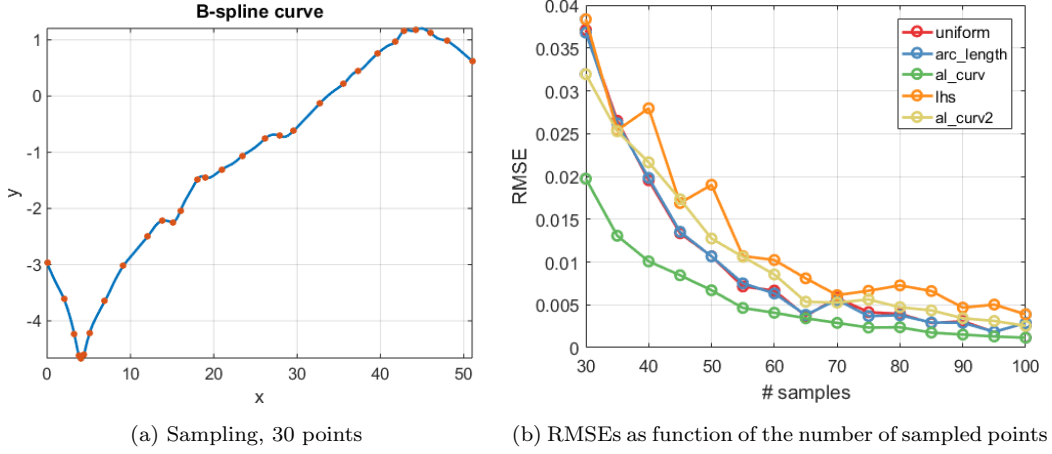 B-spline curve
1
0
-1
-2
-3
-4
y
0
10
20
30
40
50
x
(a) Sampling, 30 points
0.04
0.035
0.03
0.025
0.02
0.015
0.01
0.005
0
RMSE
30
40
50
60
70
80
90
100
# samples
uniform
arc_length
al_curv
lhs
al_curv2
(b) RMSEs as function of the number of sampled points